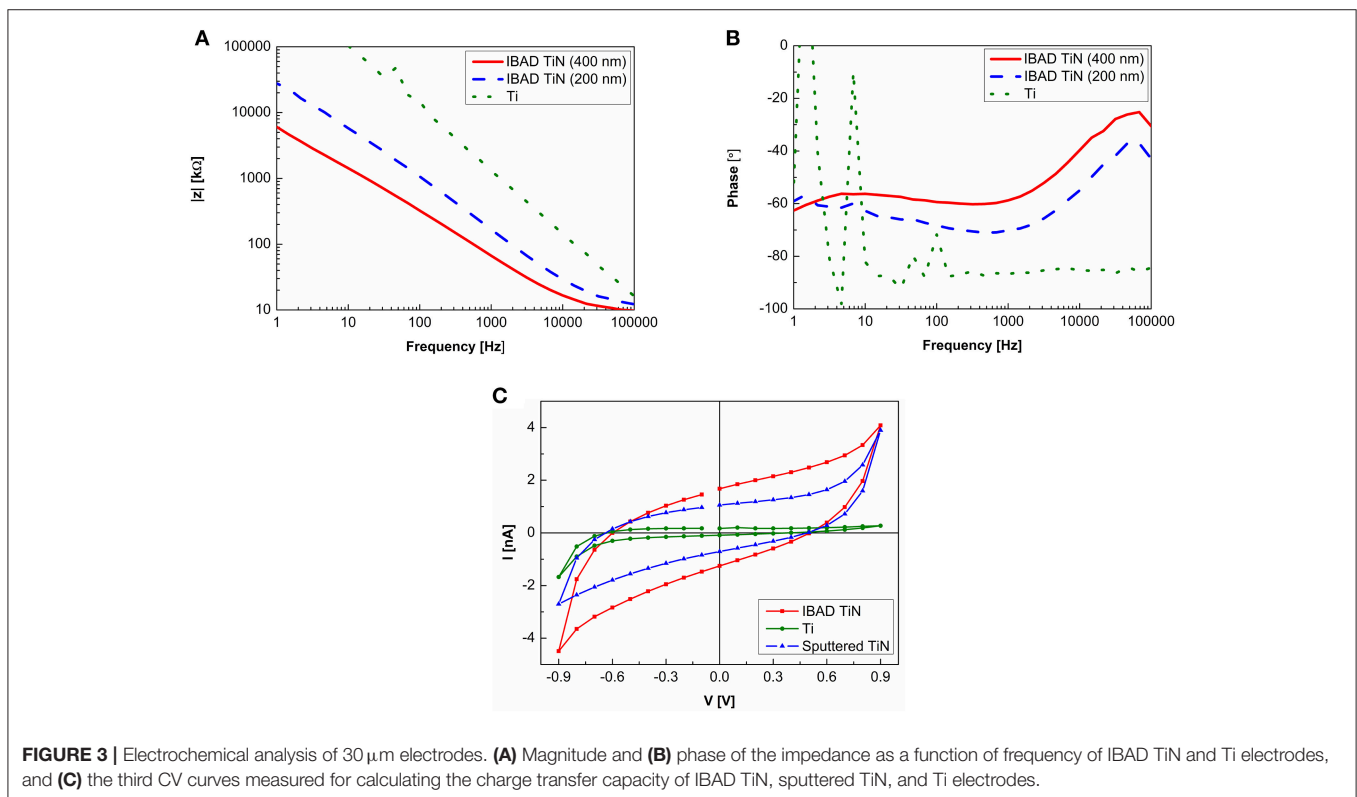 A
100000
10000
1000
100
10
|z| [kΩ]
1 10 100 1000 10000 100000
Frequency [Hz]
IBAD TiN (400 nm)
IBAD TiN (200 nm)
Ti
B
0
-20
-40
-60
-80
-100
Phase [°]
1 10 100 1000 10000 100000
Frequency [Hz]
IBAD TiN (400 nm)
IBAD TiN (200 nm)
Ti
C
4
2
0
-2
-4
I [nA]
-0.9 -0.6 -0.3 0.0 0.3 0.6 0.9
V [V]
IBAD TiN
Ti
Sputtered TiN
FIGURE 3 | Electrochemical analysis of 30 μm electrodes. (A) Magnitude and (B) phase of the impedance as a function of frequency of IBAD TiN and Ti electrodes,
and (C) the third CV curves measured for calculating the charge transfer capacity of IBAD TiN, sputtered TiN, and Ti electrodes.